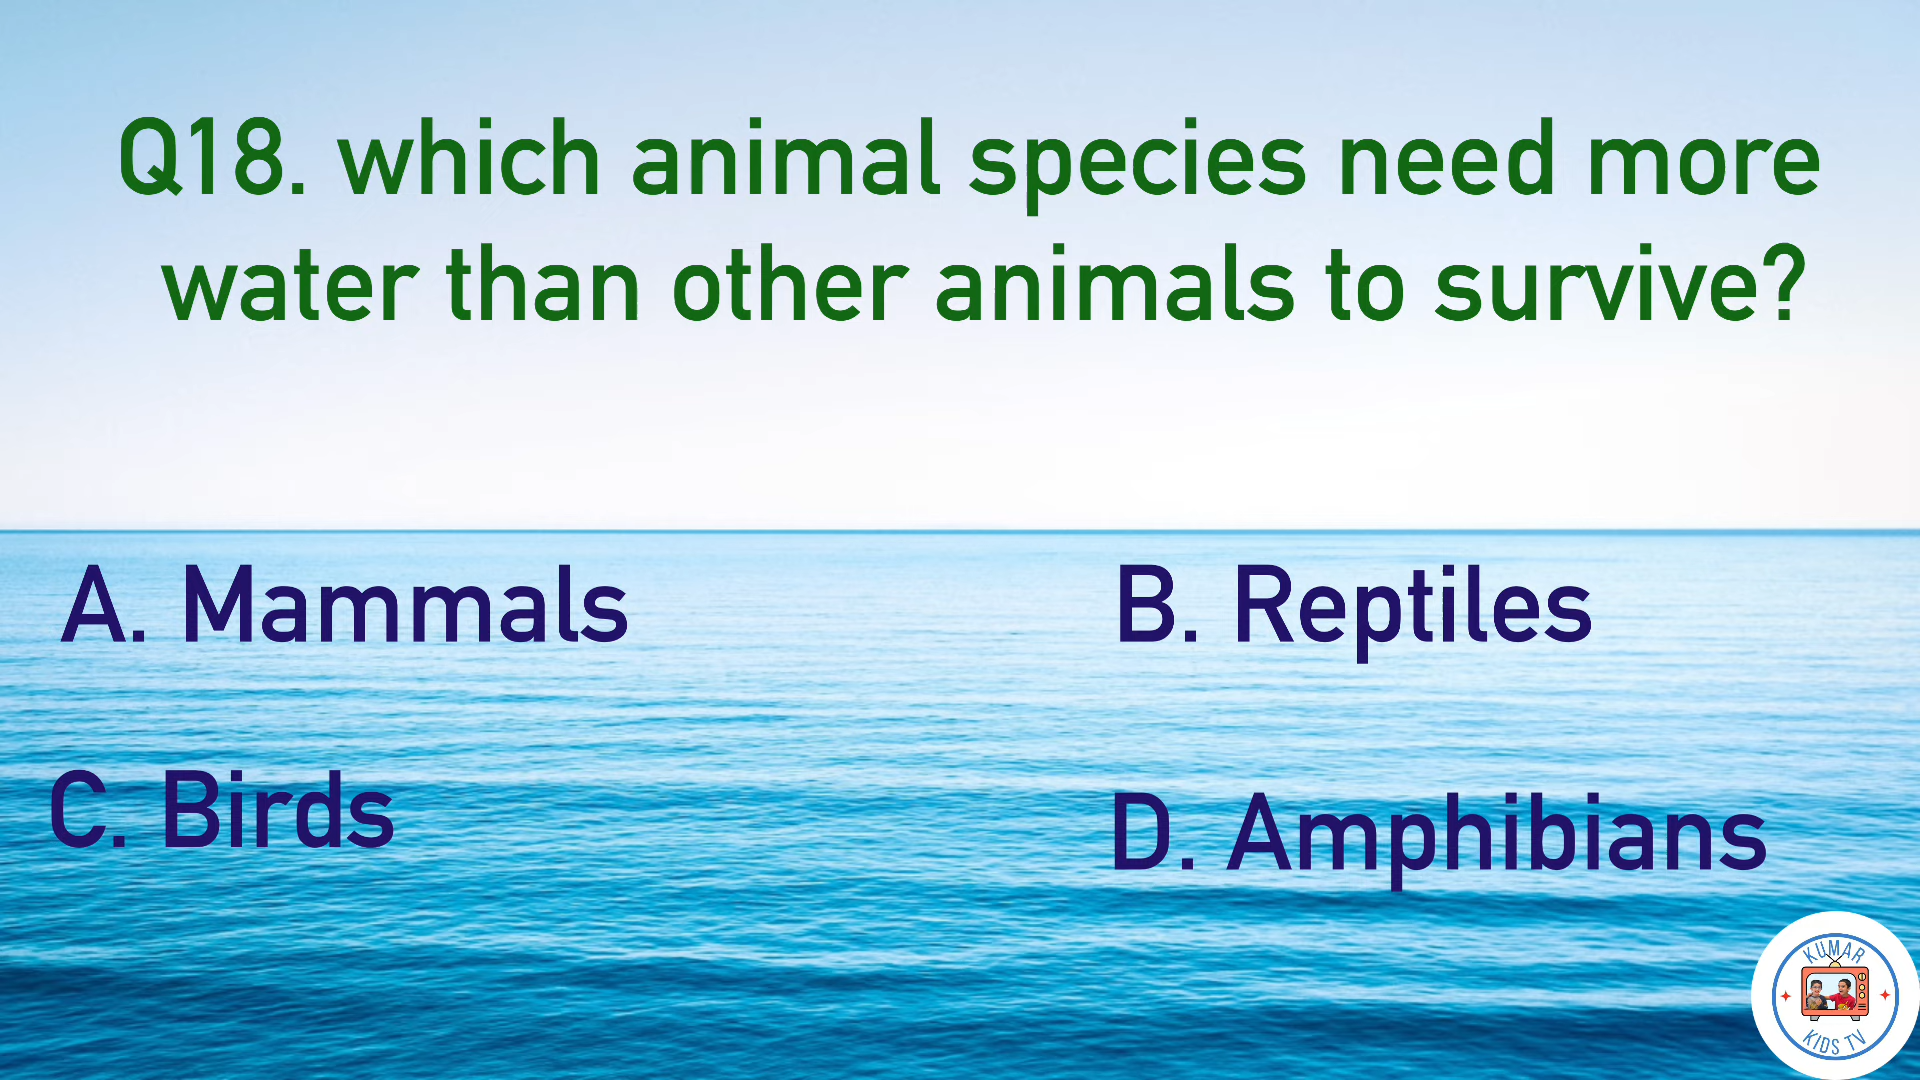 Q18. which animal species need more
water than other animals to survive?
A. Mammals
B. Reptiles
C. Birds
D. Amphibians
KUMAR
KIDS TV